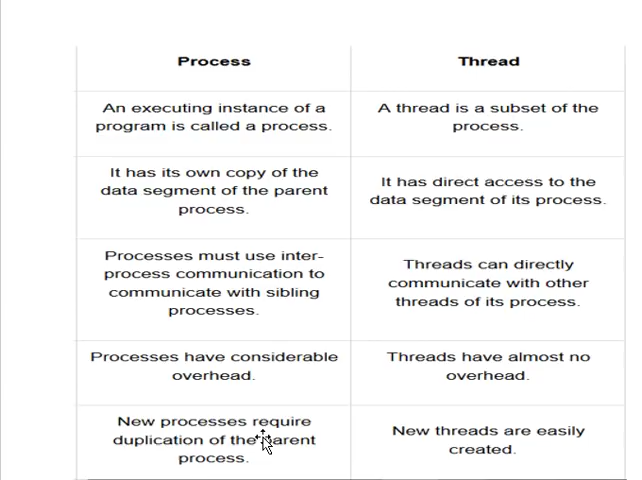 Process
Thread
An executing instance of a
program is called a process.
A thread is a subset of the
process.
It has its own copy of the
data segment of the parent
process.
It has direct access to the
data segment of its process.
Processes must use inter-
process communication to
communicate with sibling
processes.
Threads can directly
communicate with other
threads of its process.
Processes have considerable
overhead.
Threads have almost no
overhead.
New processes require
duplication of the parent
process.
New threads are easily
created.